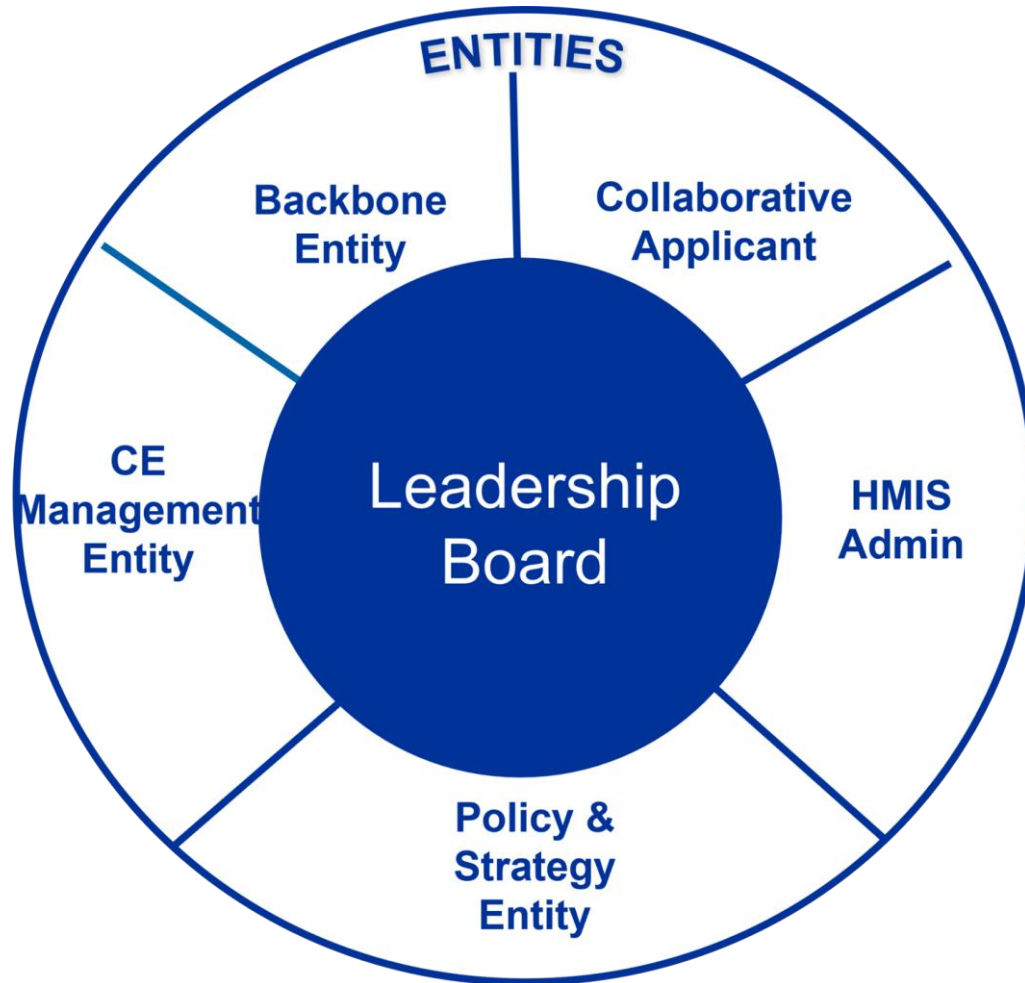 ENTITIES
Backbone
Entity
Collaborative
Applicant
CE
Management
Entity
Leadership
Board
HMIS
Admin
Policy &
Strategy
Entity